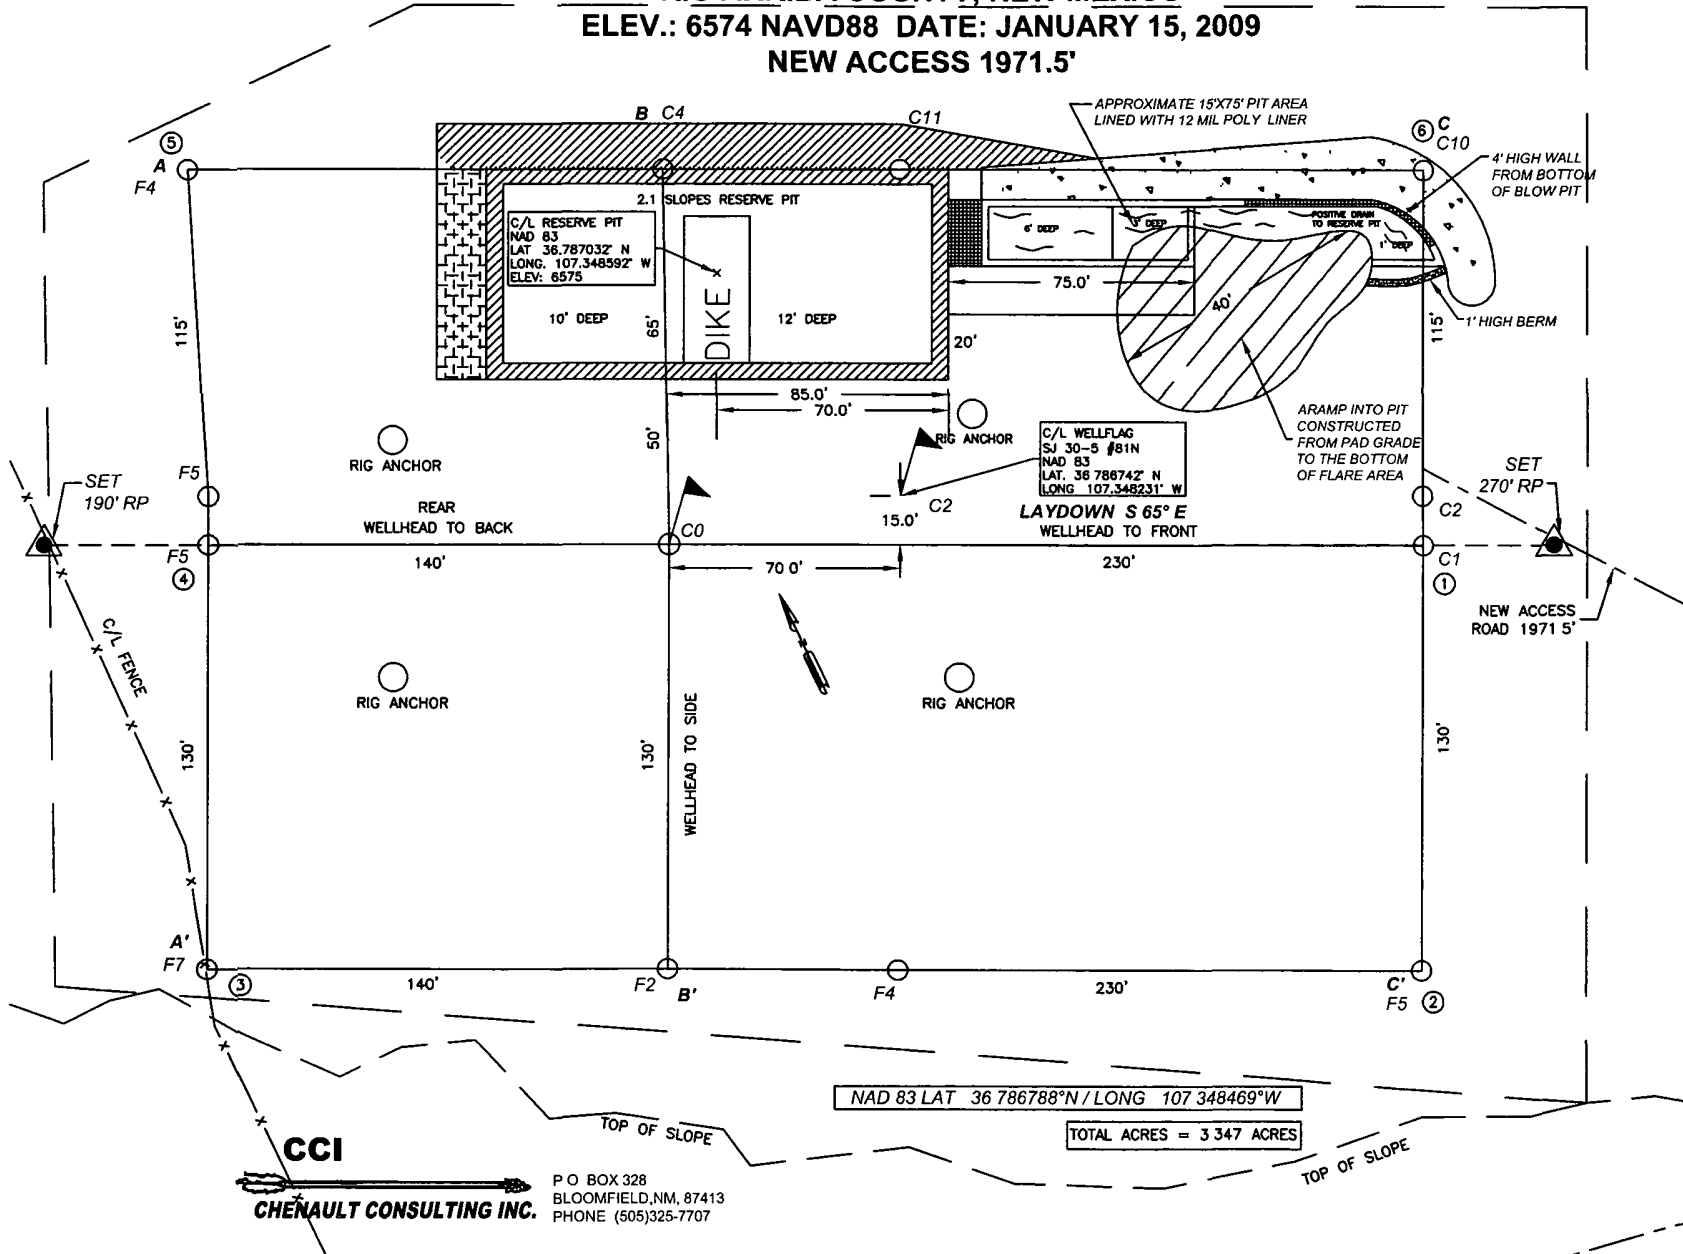 ELEV.: 6574 NAVD88 DATE: JANUARY 15, 2009
NEW ACCESS 1971.5'
APPROXIMATE 15'X75' PIT AREA
LINED WITH 12 MIL POLY LINER
B C4
C11
5
A
F4
6 C
C10
4' HIGH WALL
FROM BOTTOM
OF BLOW PIT
2.1 SLOPES RESERVE PIT
C/L RESERVE PIT
NAD 83
LAT 36.787032° N
LONG. 107.348592° W
ELEV: 6575
6' DEEP
3' DEEP
POSITIVE DRAIN
TO RESERVE PIT
1' DEEP
75.0'
40'
1' HIGH BERM
115'
10' DEEP
65'
DIKE
12' DEEP
20'
115'
85.0'
70.0'
50'
RIG ANCHOR
RIG ANCHOR
ARAMP INTO PIT
CONSTRUCTED
FROM PAD GRADE
TO THE BOTTOM
OF FLARE AREA
C/L WELLFLAG
SJ 30-5 #81N
NAD 83
LAT. 36 786742° N
LONG 107.348231° W
SET
190' RP
F5
REAR
WELLHEAD TO BACK
15.0'
C2
LAYDOWN S 65° E
WELLHEAD TO FRONT
SET
270' RP
C2
C0
F5
4
140'
70 0'
230'
C1
1
NEW ACCESS
ROAD 1971 5'
C/L FENCE
RIG ANCHOR
RIG ANCHOR
130'
130'
WELLHEAD TO SIDE
130'
A'
F7
3
140'
F2
B'
F4
230'
C'
F5
2
NAD 83 LAT 36 786788°N / LONG 107 348469°W
TOTAL ACRES = 3 347 ACRES
TOP OF SLOPE
TOP OF SLOPE
CCI
CHENAULT CONSULTING INC.
P O BOX 328
BLOOMFIELD,NM, 87413
PHONE (505)325-7707